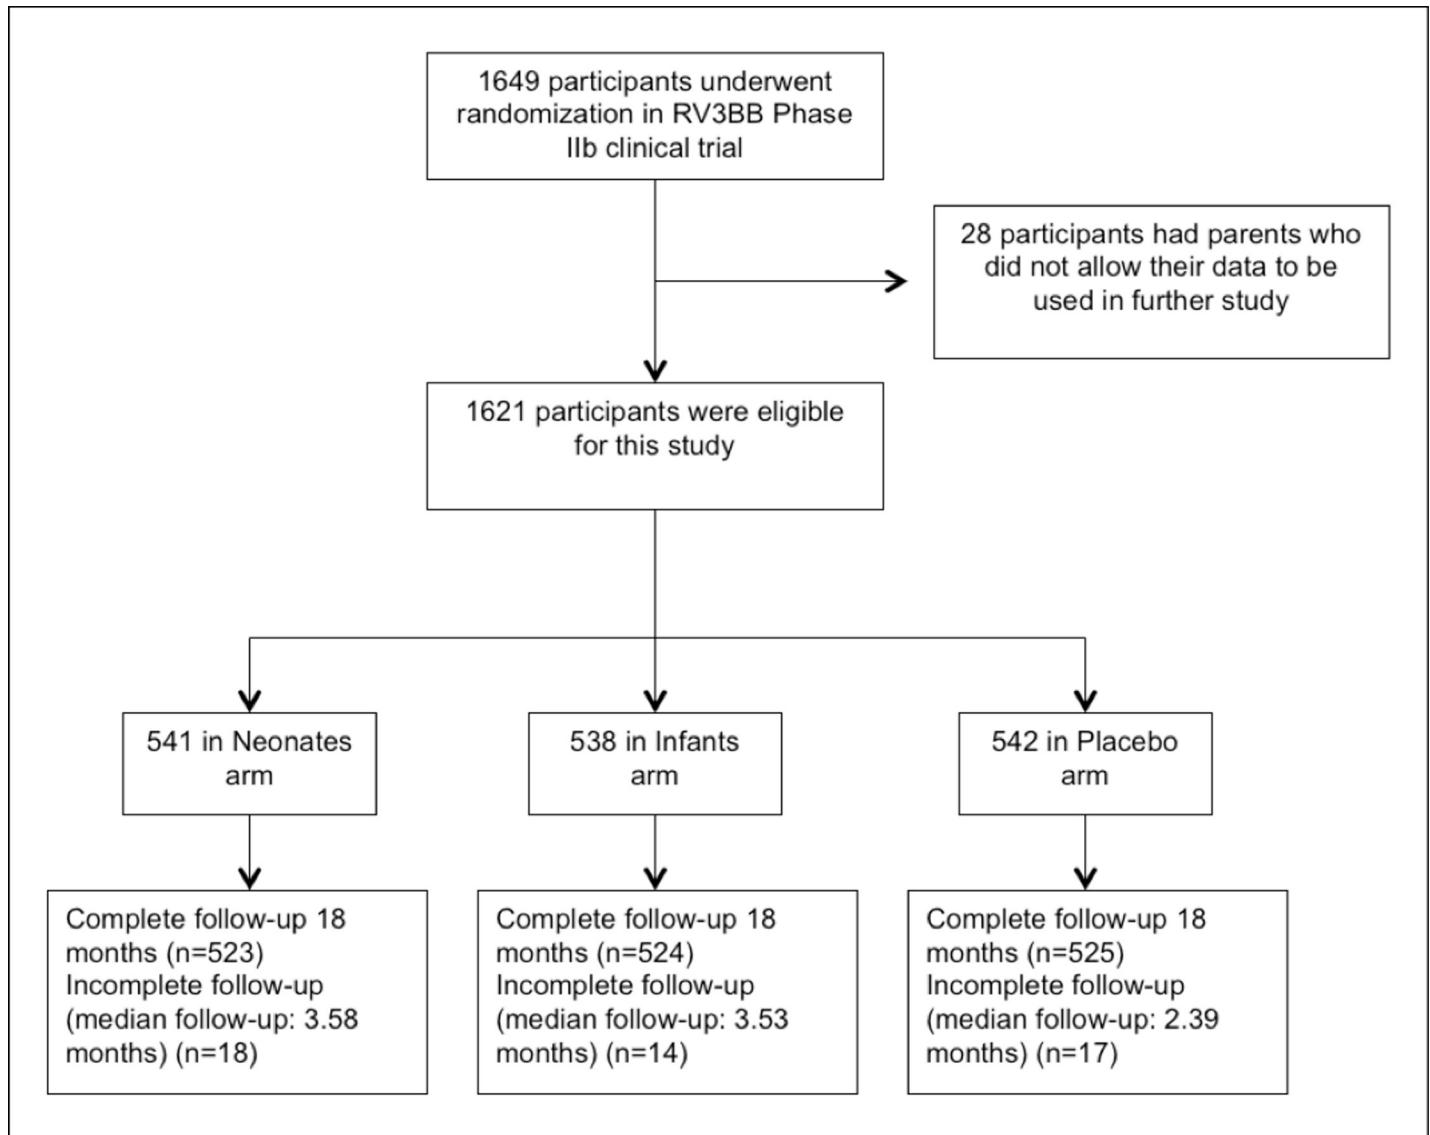 1649 participants underwent
randomization in RV3BB Phase
IIb clinical trial
28 participants had parents who
did not allow their data to be
used in further study
1621 participants were eligible
for this study
541 in Neonates
arm
538 in Infants
arm
542 in Placebo
arm
Complete follow-up 18
months (n=523)
Incomplete follow-up
(median follow-up: 3.58
months) (n=18)
Complete follow-up 18
months (n=524)
Incomplete follow-up
(median follow-up: 3.53
months) (n=14)
Complete follow-up 18
months (n=525)
Incomplete follow-up
(median follow-up: 2.39
months) (n=17)